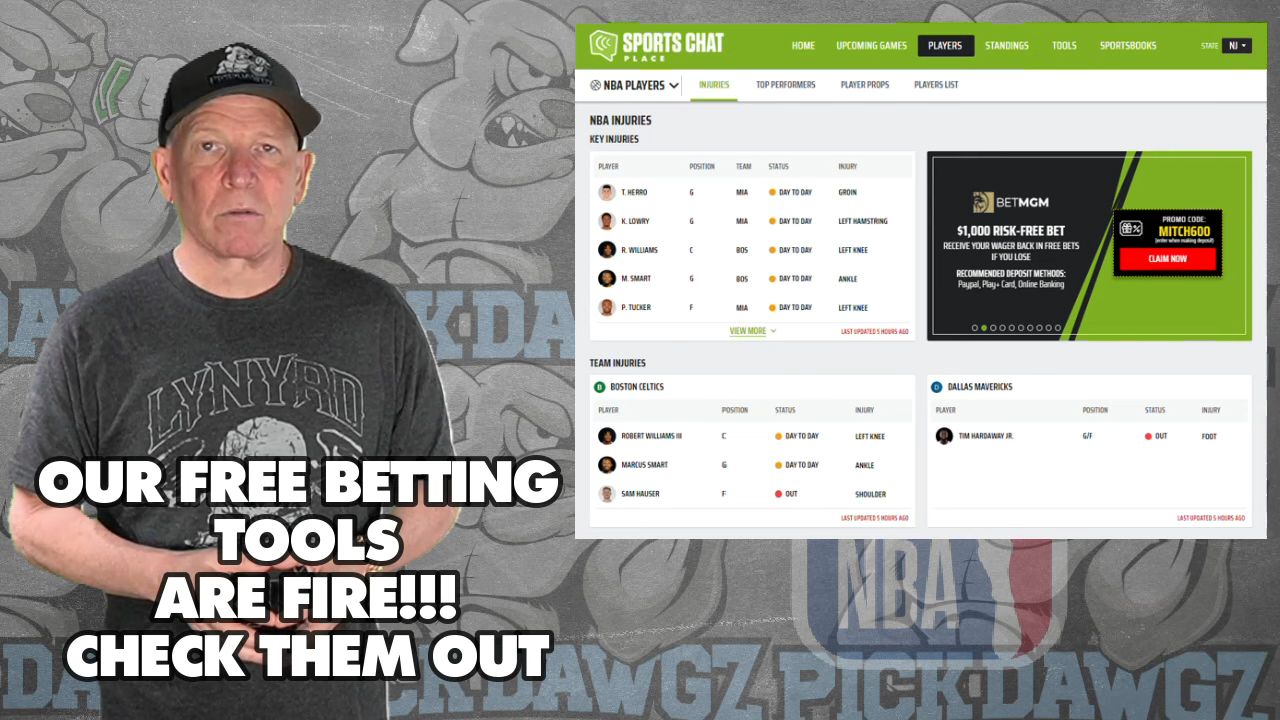 SPORTS CHAT
PLACE
HOME UPCOMING GAMES PLAYERS STANDINGS TOOLS SPORTSBOOKS STATE NJ
NBA PLAYERS INJURIES TOP PERFORMERS PLAYER PROPS PLAYERS LIST
NBA INJURIES
KEY INJURIES
PLAYER POSITION TEAM STATUS INJURY
T. HERRO G MIA DAY TO DAY GROIN
K. LOWRY G MIA DAY TO DAY LEFT HAMSTRING
R. WILLIAMS C BOS DAY TO DAY LEFT KNEE
M. SMART G BOS DAY TO DAY ANKLE
P. TUCKER F MIA DAY TO DAY LEFT KNEE
VIEW MORE LAST UPDATED 5 HOURS AGO
BETMGM
$1,000 RISK-FREE BET
RECEIVE YOUR WAGER BACK IN FREE BETS
IF YOU LOSE
RECOMMENDED DEPOSIT METHODS:
Paypal, Play+ Card, Online Banking
PROMO CODE:
MITCH600
(enter when making deposit)
CLAIM NOW
TEAM INJURIES
B BOSTON CELTICS
PLAYER POSITION STATUS INJURY
ROBERT WILLIAMS III C DAY TO DAY LEFT KNEE
MARCUS SMART G DAY TO DAY ANKLE
SAM HAUSER F OUT SHOULDER
LAST UPDATED 5 HOURS AGO
D DALLAS MAVERICKS
PLAYER POSITION STATUS INJURY
TIM HARDAWAY JR. G/F OUT FOOT
LAST UPDATED 5 HOURS AGO
LYNYRD
OUR FREE BETTING
TOOLS
ARE FIRE!!!
CHECK THEM OUT
NBA
PICKDAWGZ